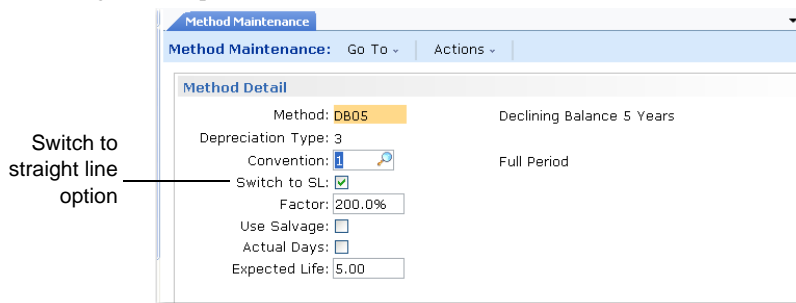 Method Maintenance
Method Maintenance: Go To Actions
Method Detail
Method: DB05 Declining Balance 5 Years
Depreciation Type: 3
Convention: 1 Full Period
Switch to SL:
Factor: 200.0%
Use Salvage:
Actual Days:
Expected Life: 5.00
Switch to
straight line
option